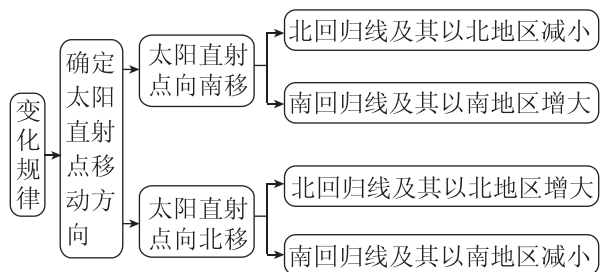 变
化
规
律
确定
太阳
直射
点移
动方
向
太阳直射
点向南移
北回归线及其以北地区减小
南回归线及其以南地区增大
太阳直射
点向北移
北回归线及其以北地区增大
南回归线及其以南地区减小